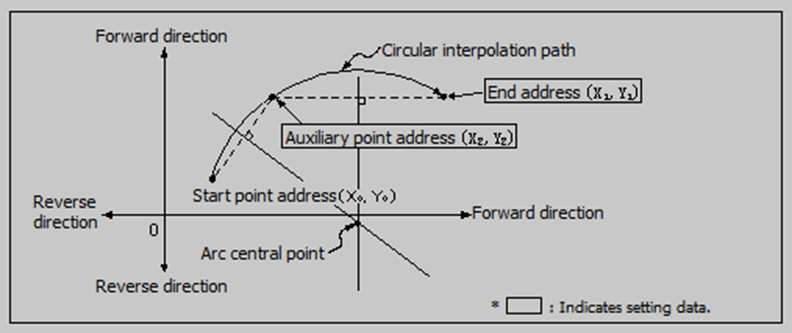 Forward direction
Circular interpolation path
End address (X₁, Y₁)
Auxiliary point address (X₂, Y₂)
Start point address(X₀, Y₀)
Reverse
direction
0
Forward direction
Arc central point
Reverse direction
* : Indicates setting data.